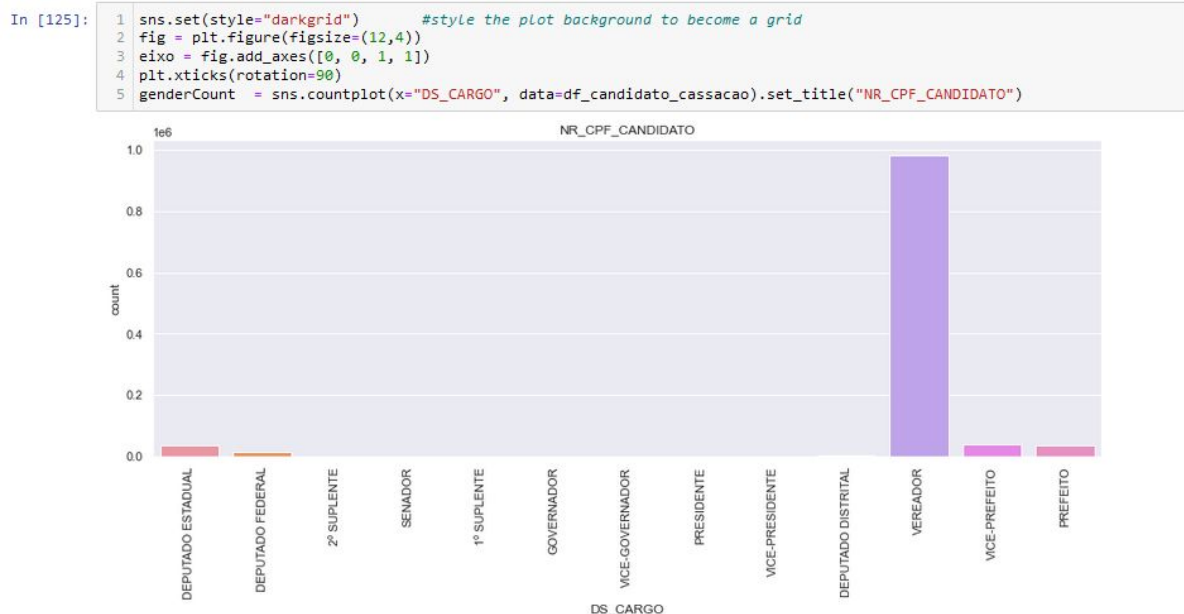 In [125]:
1 sns.set(style="darkgrid")        #style the plot background to become a grid
2 fig = plt.figure(figsize=(12,4))
3 eixo = fig.add_axes([0, 0, 1, 1])
4 plt.xticks(rotation=90)
5 genderCount  = sns.countplot(x="DS_CARGO", data=df_candidato_cassacao).set_title("NR_CPF_CANDIDATO")
NR_CPF_CANDIDATO
1e6
1.0
0.8
0.6
0.4
0.2
0.0
count
DEPUTADO ESTADUAL
DEPUTADO FEDERAL
2º SUPLENTE
SENADOR
1º SUPLENTE
GOVERNADOR
VICE-GOVERNADOR
PRESIDENTE
VICE-PRESIDENTE
DEPUTADO DISTRITAL
VEREADOR
VICE-PREFEITO
PREFEITO
DS_CARGO